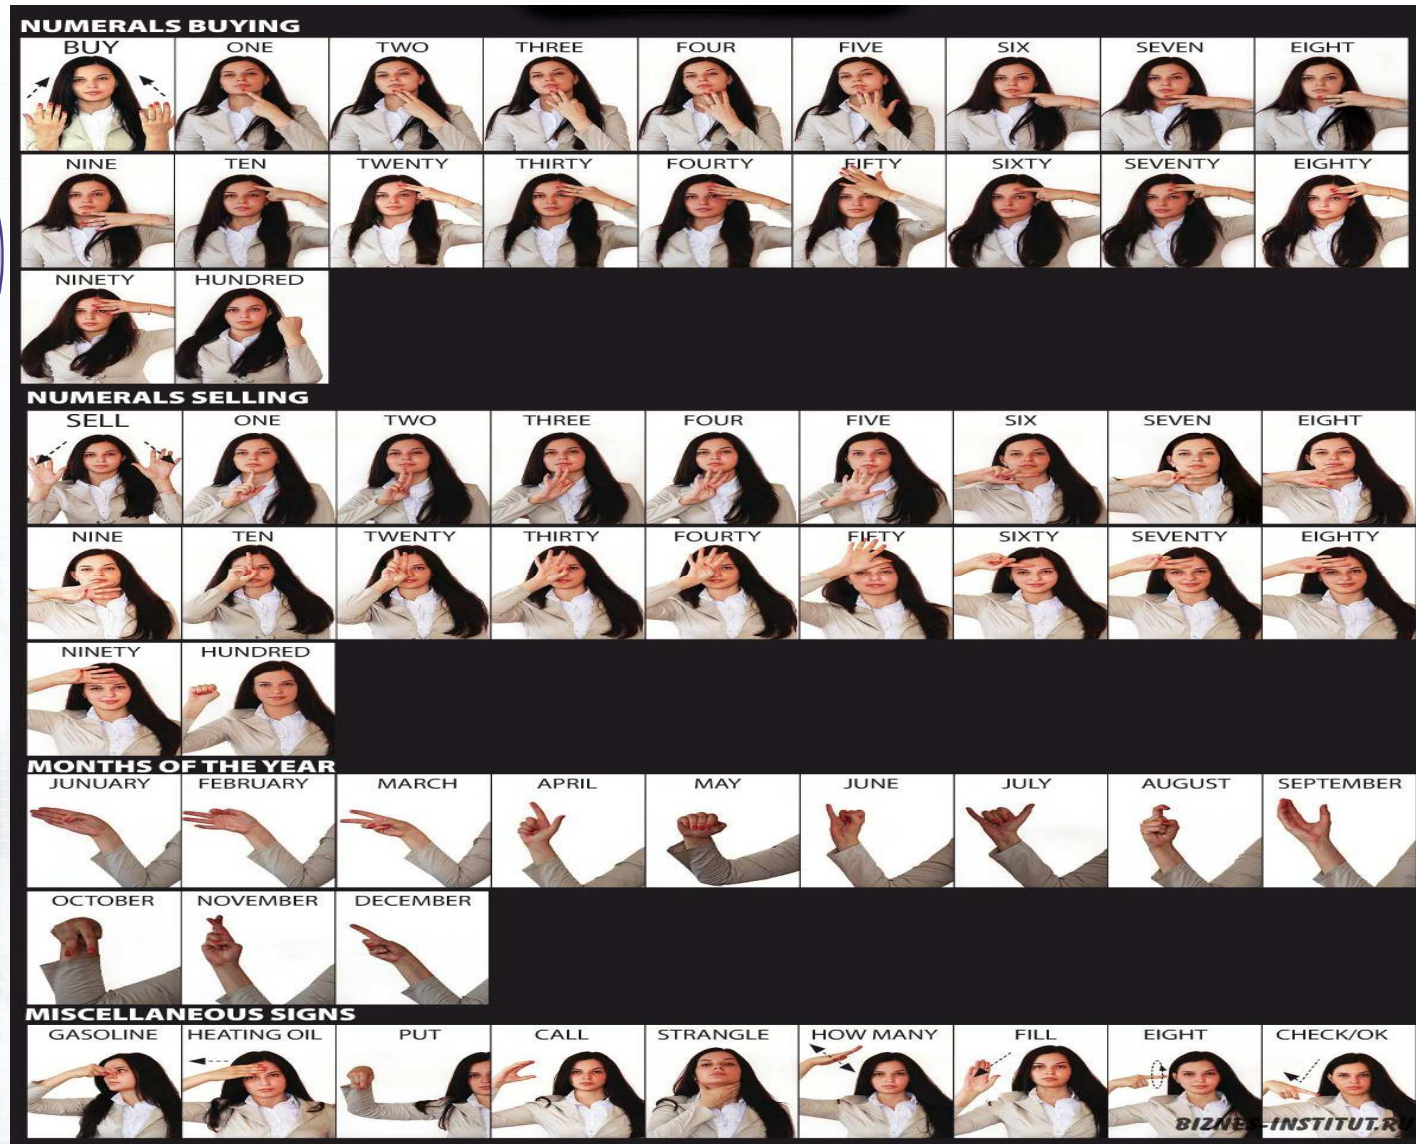 NUMERALS BUYING
BUY ONE TWO THREE FOUR FIVE SIX SEVEN EIGHT
NINE TEN TWENTY THIRTY FOURTY FIFTY SIXTY SEVENTY EIGHTY
NINETY HUNDRED
NUMERALS SELLING
SELL ONE TWO THREE FOUR FIVE SIX SEVEN EIGHT
NINE TEN TWENTY THIRTY FOURTY FIFTY SIXTY SEVENTY EIGHTY
NINETY HUNDRED
MONTHS OF THE YEAR
JUNUARY FEBRUARY MARCH APRIL MAY JUNE JULY AUGUST SEPTEMBER
OCTOBER NOVEMBER DECEMBER
MISCELLANEOUS SIGNS
GASOLINE HEATING OIL PUT CALL STRANGLE HOW MANY FILL EIGHT CHECK/OK
BIZNES-INSTITUT.RU